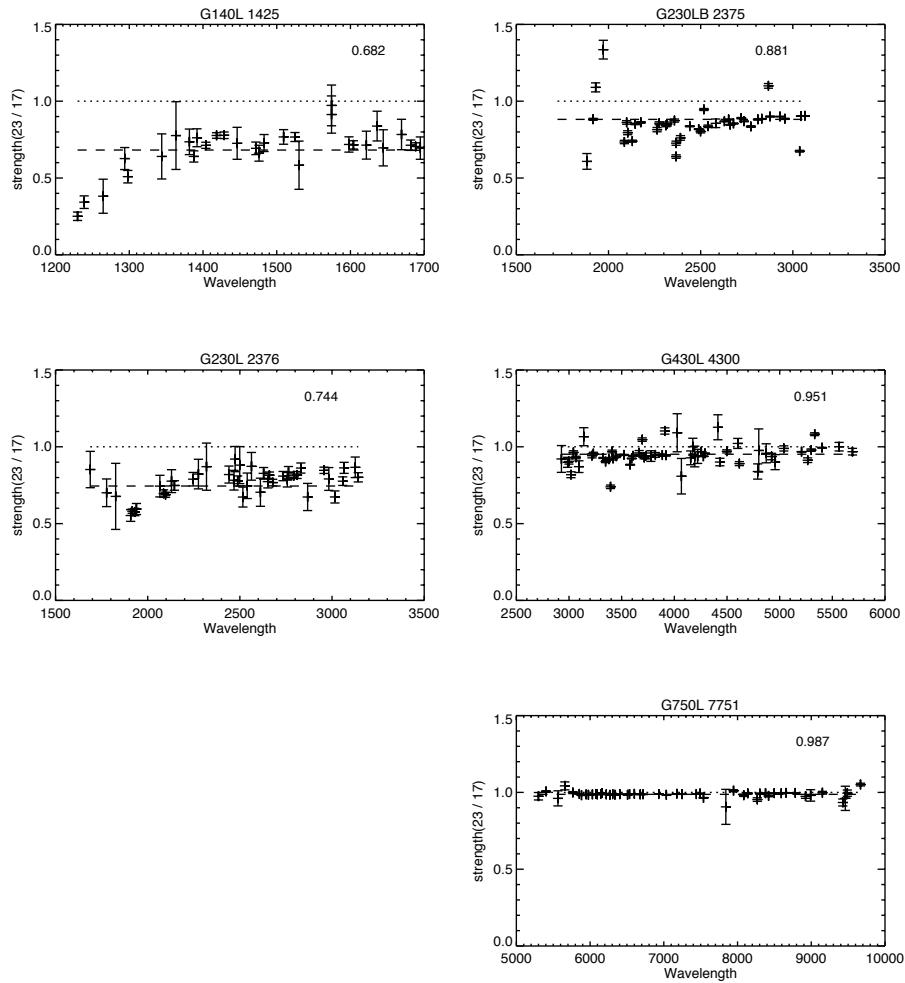 G140L 1425
1.5
0.682
1.0
strength(23 / 17)
0.5
0.0
1200 1300 1400 1500 1600 1700
Wavelength
G230LB 2375
1.5
0.881
1.0
strength(23 / 17)
0.5
0.0
1500 2000 2500 3000 3500
Wavelength
G230L 2376
1.5
0.744
1.0
strength(23 / 17)
0.5
0.0
1500 2000 2500 3000 3500
Wavelength
G430L 4300
1.5
0.951
1.0
strength(23 / 17)
0.5
0.0
2500 3000 3500 4000 4500 5000 5500 6000
Wavelength
G750L 7751
1.5
0.987
1.0
strength(23 / 17)
0.5
0.0
5000 6000 7000 8000 9000 10000
Wavelength